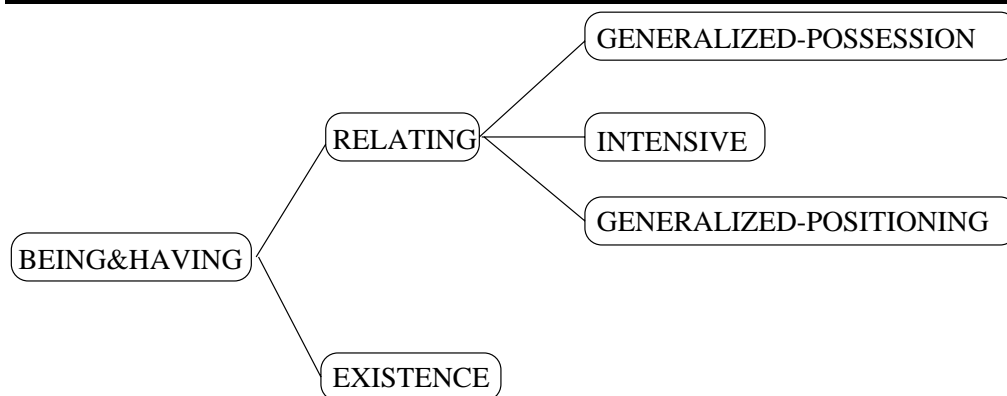 GENERALIZED-POSSESSION
RELATING
INTENSIVE
GENERALIZED-POSITIONING
BEING&HAVING
EXISTENCE